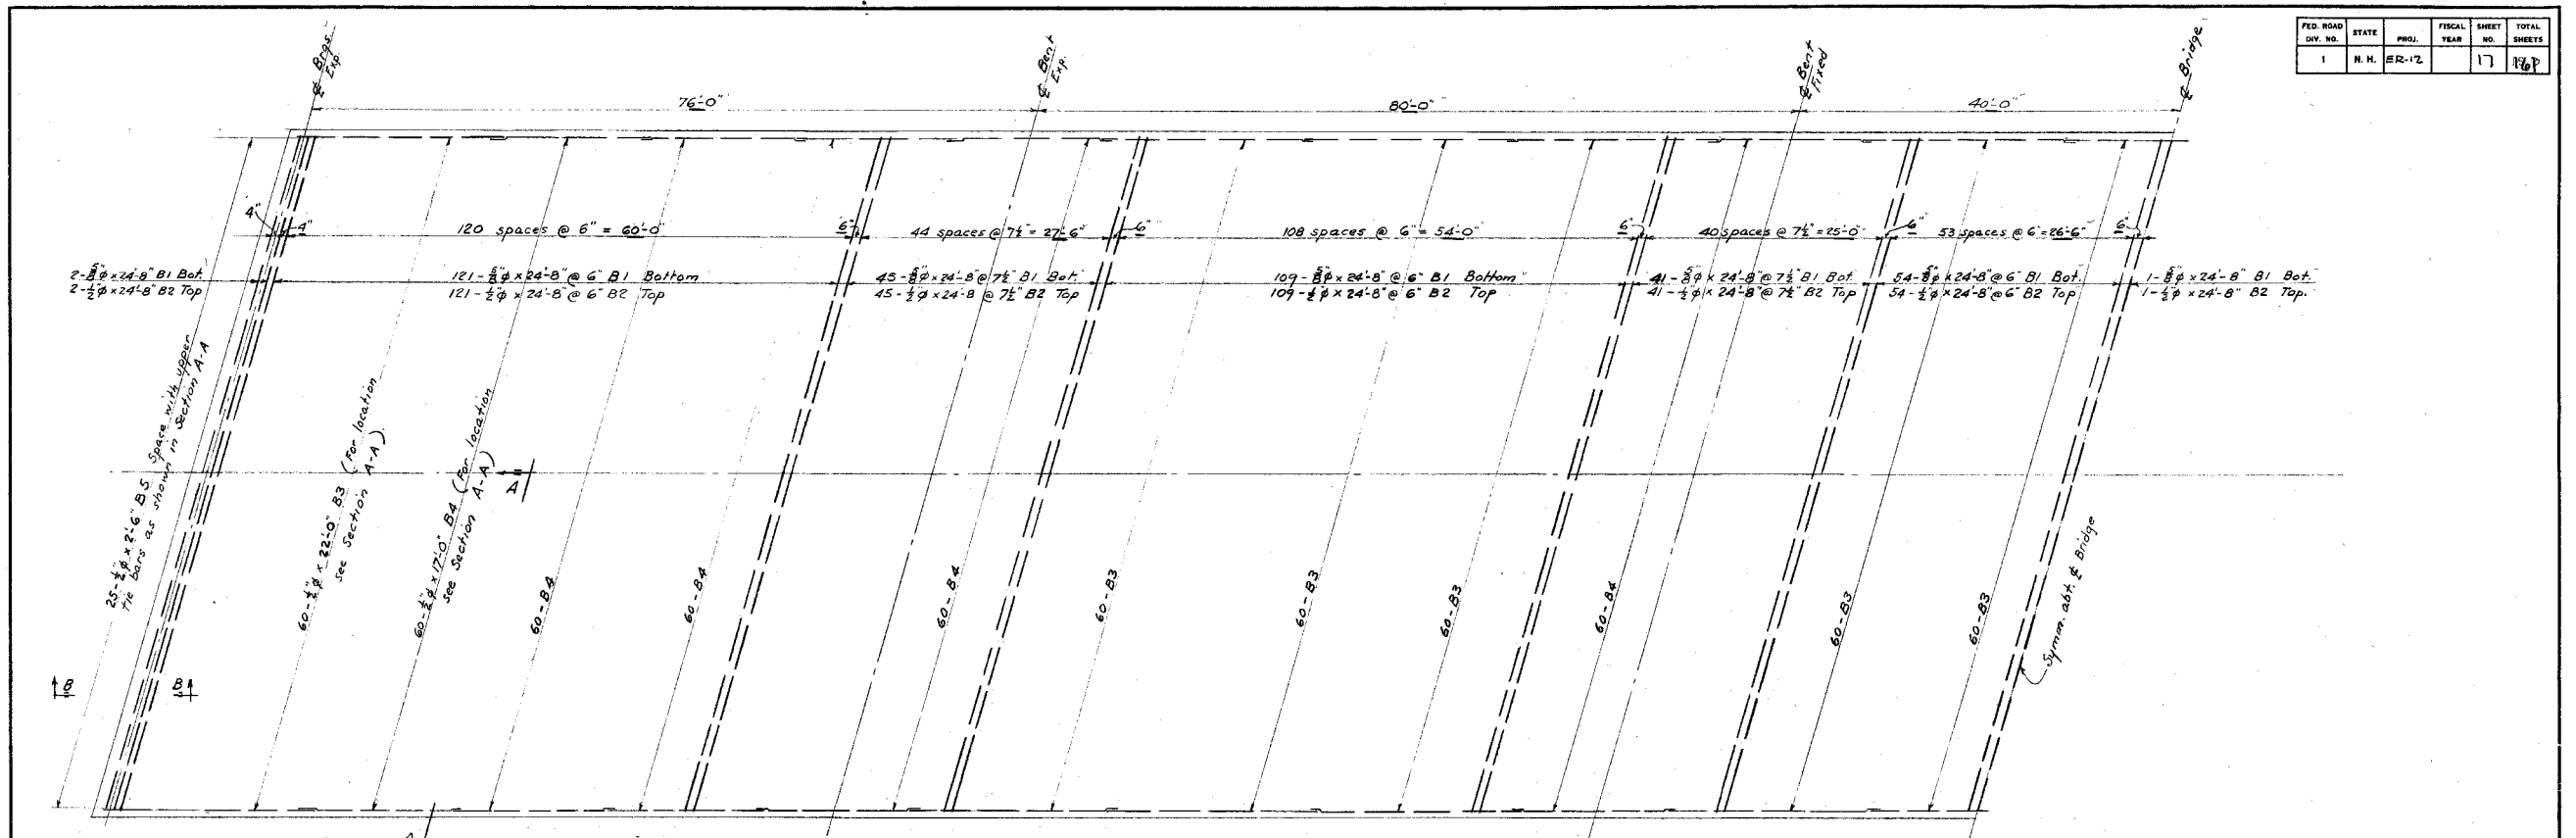 FED. ROAD DIV. NO. STATE PROJ. FISCAL YEAR SHEET NO. TOTAL SHEETS
1 N. H. ER-12 17
℄ Brgs. Exp.
℄ Bent Exp.
℄ Bent Fixed
℄ Bridge
76'-0" 80'-0" 40'-0"
4" 4" 120 spaces @ 6" = 60'-0" 6" 44 spaces @ 7½" = 27'-6" 6" 108 spaces @ 6" = 54'-0" 6" 40 spaces @ 7½" = 25'-0" 6" 53 spaces @ 6" = 26'-6" 6"
2-⅝"φ x 24'-8" B1 Bot.
2-½"φ x 24'-8" B2 Top
121-⅝"φ x 24'-8" @ 6" B1 Bottom
121-½"φ x 24'-8" @ 6" B2 Top
45-⅝"φ x 24'-8" @ 7½" B1 Bot.
45-½"φ x 24'-8 @ 7½" B2 Top
109-⅝"φ x 24'-8" @ 6" B1 Bottom
109-½"φ x 24'-8" @ 6" B2 Top
41-⅝"φ x 24'-8" @ 7½" B1 Bot.
41-½"φ x 24'-8" @ 7½" B2 Top
54-⅝"φ x 24'-8" @ 6" B1 Bot.
54-½"φ x 24'-8" @ 6" B2 Top
1-⅝"φ x 24'-8" B1 Bot.
1-½"φ x 24'-8" B2 Top.
25-½"φ x 2'-6" B5 Space with upper
tie bars as shown in Section A-A
60-½"φ x 22'-0" B3 (For location
see Section A-A)
60-½"φ x 17'-0" B4 (For location
see Section A-A)
A
60-B4
60-B4
60-B4
60-B3
60-B3
60-B3
60-B4
60-B3
60-B3
Symm. abt. ℄ Bridge
B B